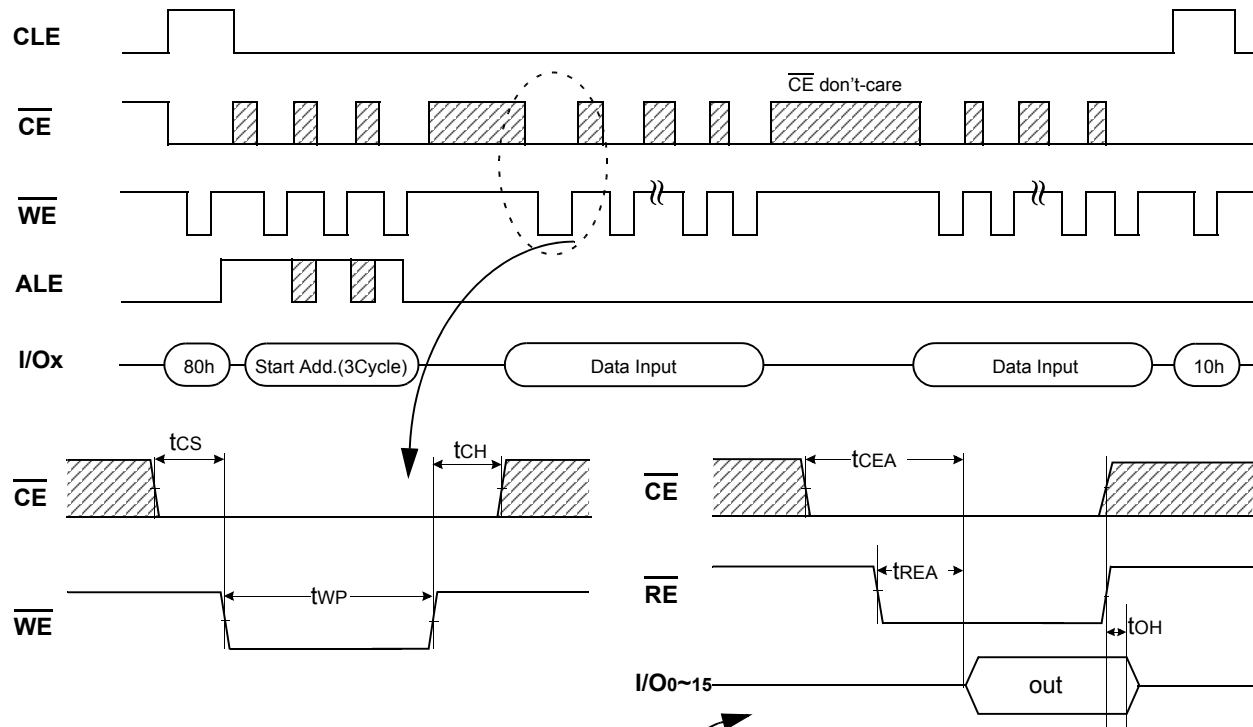 CLE
CE don't-care
CE
WE
ALE
I/Ox
80h
Start Add.(3Cycle)
Data Input
Data Input
10h
tCS
tCH
CE
tWP
WE
tCEA
CE
tREA
RE
tOH
I/O0~15
out